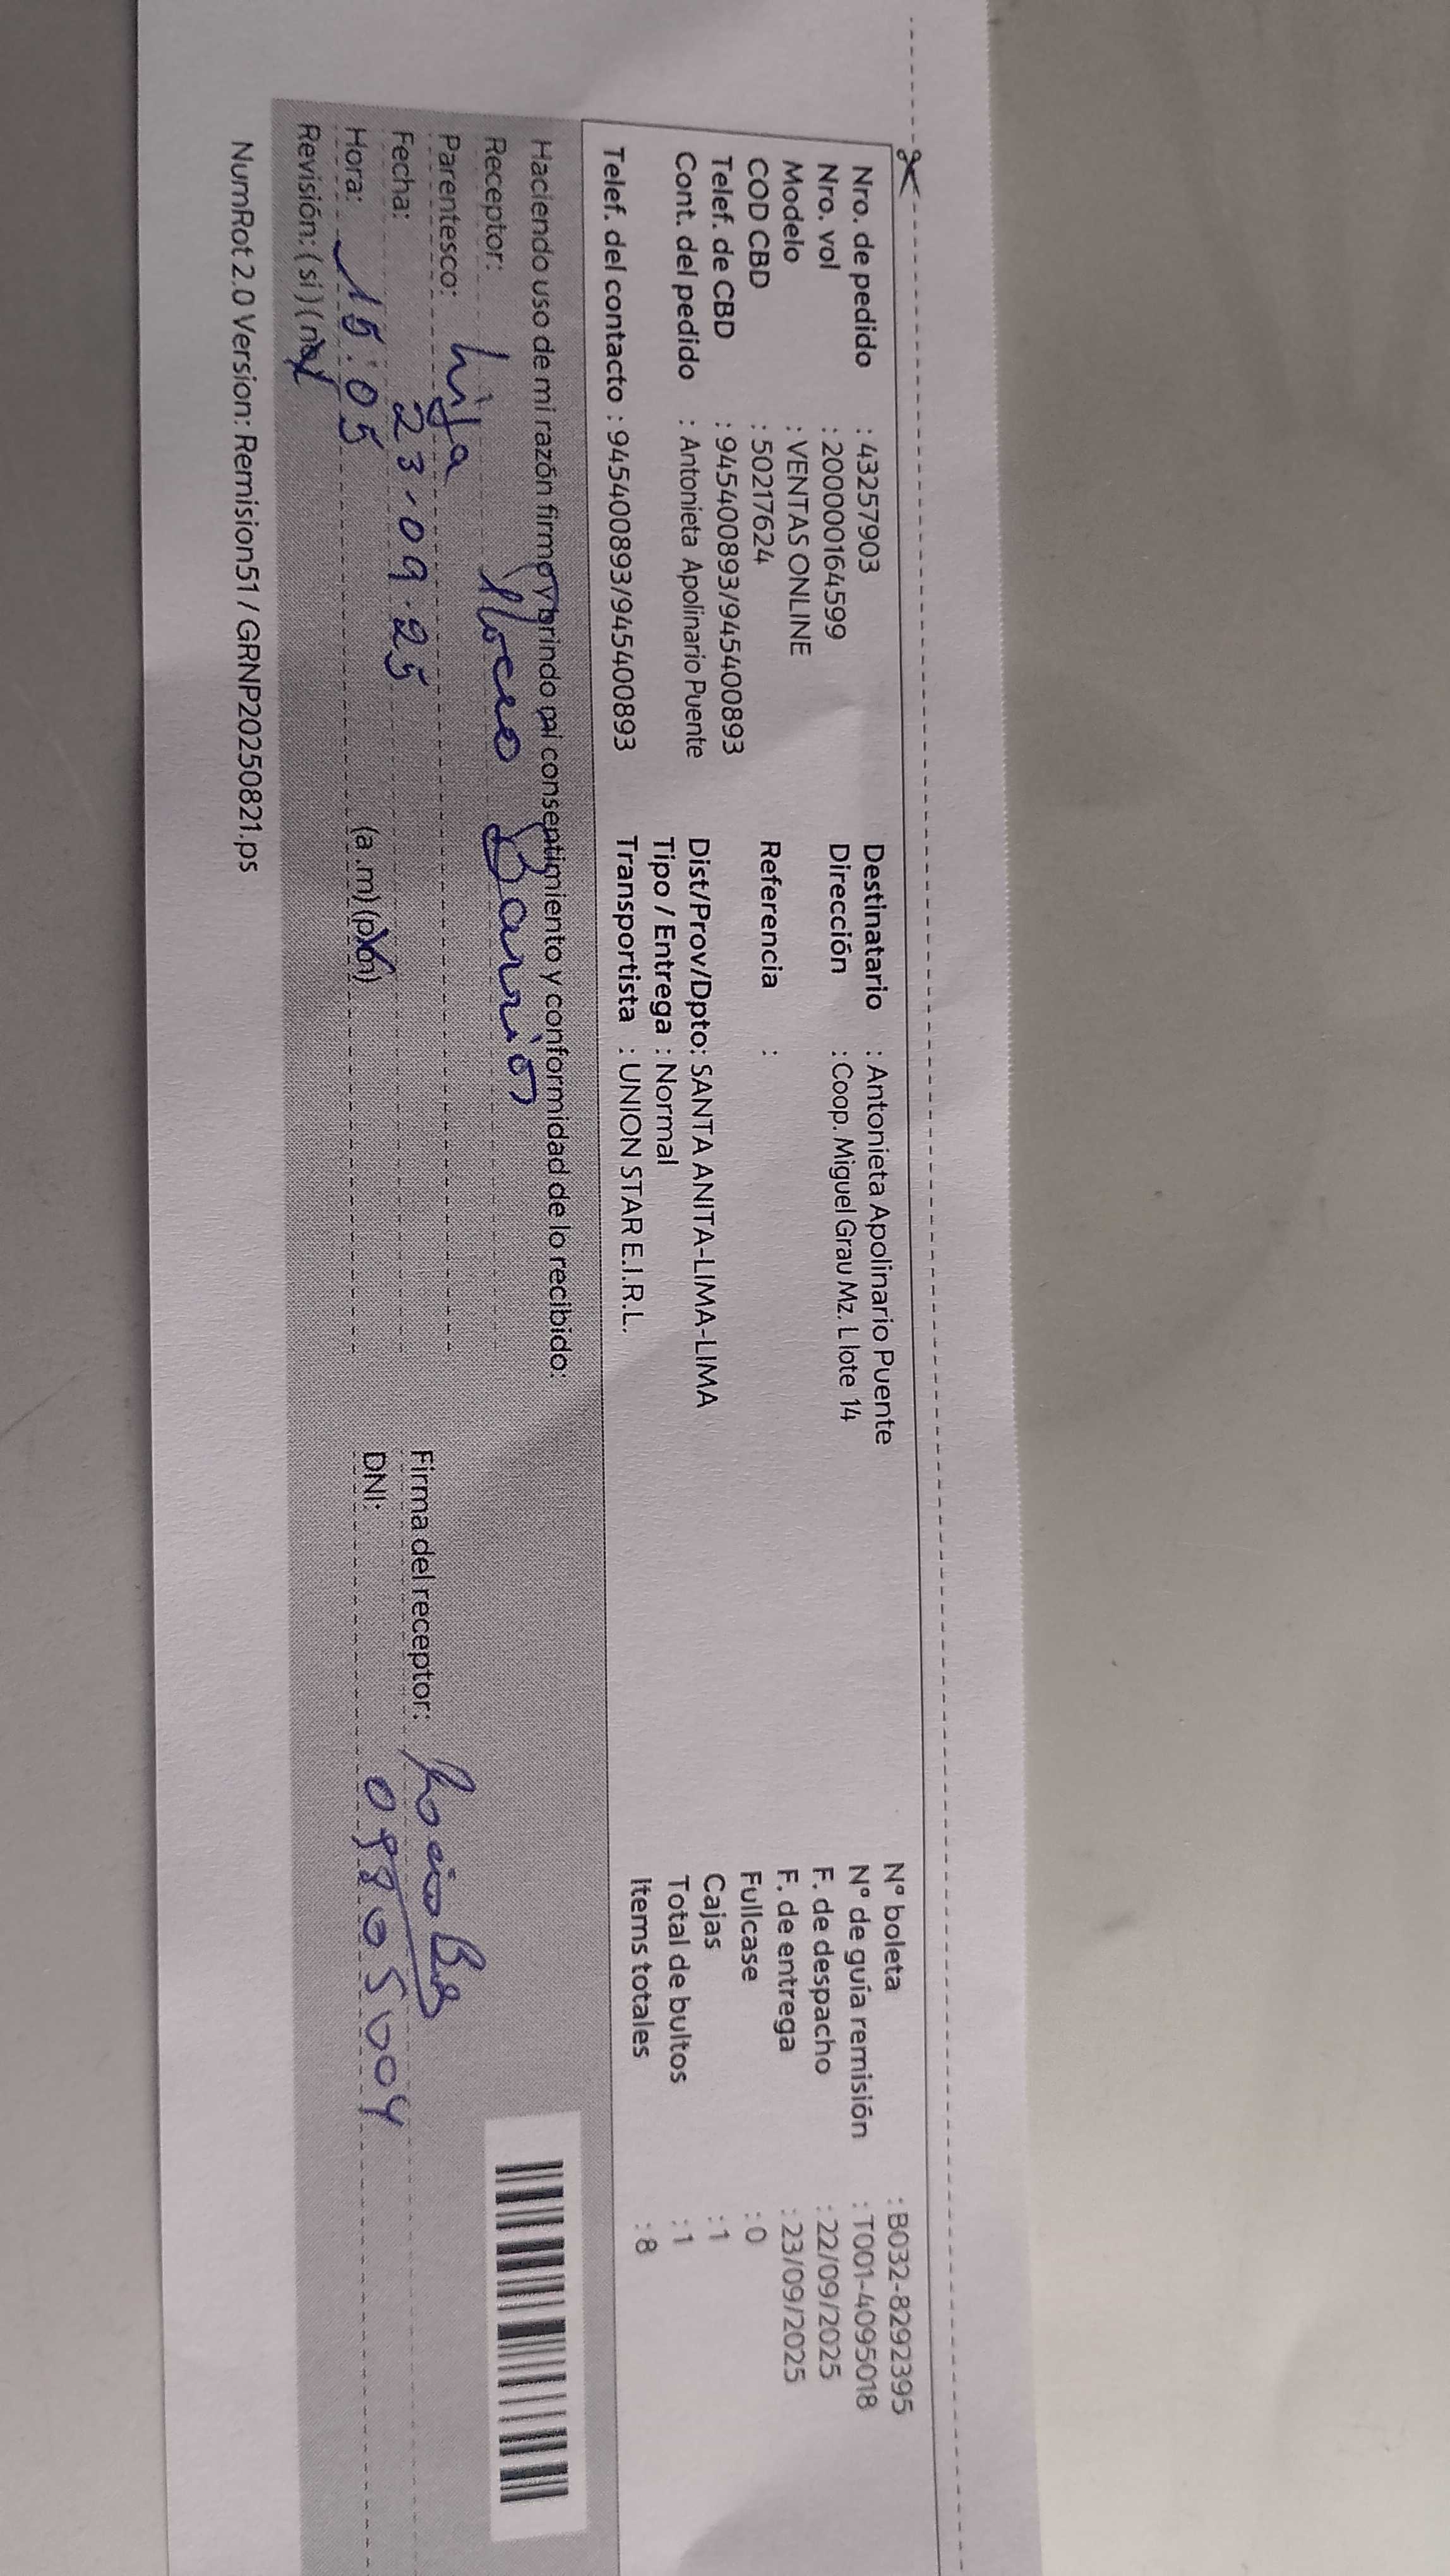 Nro. de pedido : 43257903
Nro. vol : 20000164599
Modelo : VENTAS ONLINE
COD CBD : 50217624
Telef. de CBD : 945400893/945400893
Cont. del pedido : Antonieta Apolinario Puente
Telef. del contacto : 945400893/945400893
Destinatario : Antonieta Apolinario Puente
Dirección : Coop. Miguel Grau Mz. L lote 14
Referencia :
Dist/Prov/Dpto: SANTA ANITA-LIMA-LIMA
Tipo / Entrega : Normal
Transportista : UNION STAR E.I.R.L.
N° boleta : B032-8292395
N° de guía remisión : T001-4095018
F. de despacho : 22/09/2025
F. de entrega : 23/09/2025
Fullcase : 0
Cajas : 1
Total de bultos : 1
Items totales : 8
Haciendo uso de mi razón firmo y brindo mi consentimiento y conformidad de lo recibido:
Receptor:
Parentesco: hija
Fecha: 23.09.25
Hora: 15:05 (a .m) (p.m)
Revisión: ( si ) ( no )
Firma del receptor:
DNI: 09805004
NumRot 2.0 Version: Remision51 / GRNP20250821.ps